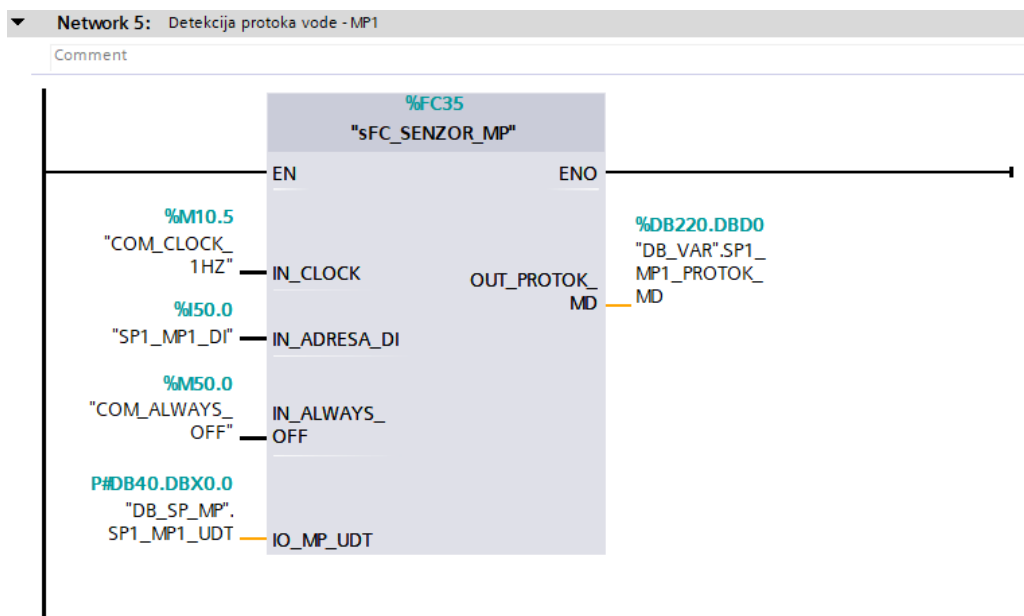 Network 5: Detekcija protoka vode - MP1
Comment
%FC35
"sFC_SENZOR_MP"
EN
ENO
%M10.5
"COM_CLOCK_
1HZ"
IN_CLOCK
%DB220.DBD0
"DB_VAR".SP1_
MP1_PROTOK_
MD
OUT_PROTOK_
MD
%I50.0
"SP1_MP1_DI"
IN_ADRESA_DI
%M50.0
"COM_ALWAYS_
OFF"
IN_ALWAYS_
OFF
P#DB40.DBX0.0
"DB_SP_MP".
SP1_MP1_UDT
IO_MP_UDT